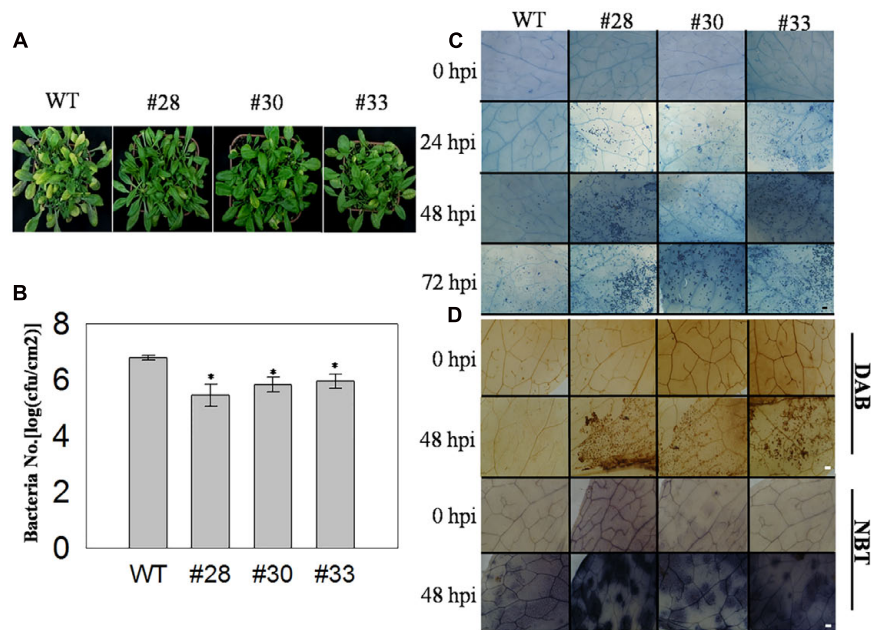 A
WT #28 #30 #33
B
Bacteria No.[log(cfu/cm2)]
8
6
4
2
0
* * *
WT #28 #30 #33
C
WT #28 #30 #33
0 hpi
24 hpi
48 hpi
72 hpi
D
0 hpi
48 hpi
DAB
0 hpi
48 hpi
NBT